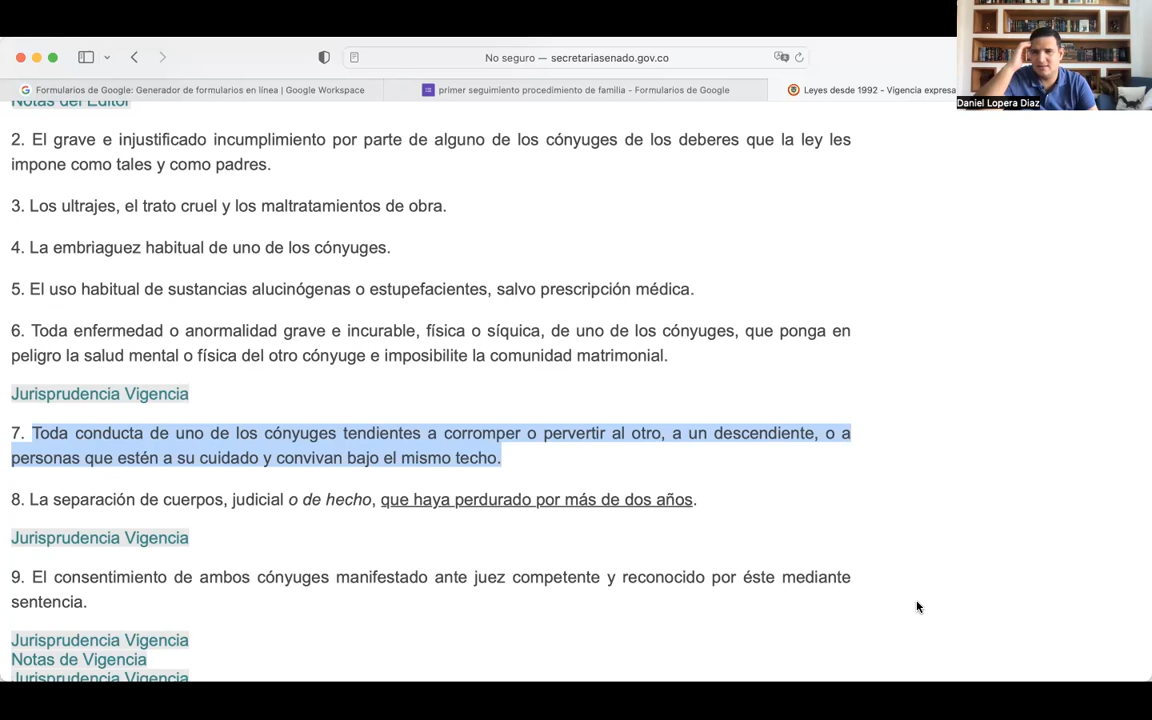 No seguro — secretariasenado.gov.co
Formularios de Google: Generador de formularios en línea | Google Workspace
primer seguimiento procedimiento de familia - Formularios de Google
Leyes desde 1992 - Vigencia expresa
Daniel Lopera Diaz
Notas del Editor
2. El grave e injustificado incumplimiento por parte de alguno de los cónyuges de los deberes que la ley les
impone como tales y como padres.
3. Los ultrajes, el trato cruel y los maltratamientos de obra.
4. La embriaguez habitual de uno de los cónyuges.
5. El uso habitual de sustancias alucinógenas o estupefacientes, salvo prescripción médica.
6. Toda enfermedad o anormalidad grave e incurable, física o síquica, de uno de los cónyuges, que ponga en
peligro la salud mental o física del otro cónyuge e imposibilite la comunidad matrimonial.
Jurisprudencia Vigencia
7. Toda conducta de uno de los cónyuges tendientes a corromper o pervertir al otro, a un descendiente, o a
personas que estén a su cuidado y convivan bajo el mismo techo.
8. La separación de cuerpos, judicial o de hecho, que haya perdurado por más de dos años.
Jurisprudencia Vigencia
9. El consentimiento de ambos cónyuges manifestado ante juez competente y reconocido por éste mediante
sentencia.
Jurisprudencia Vigencia
Notas de Vigencia
Jurisprudencia Vigencia